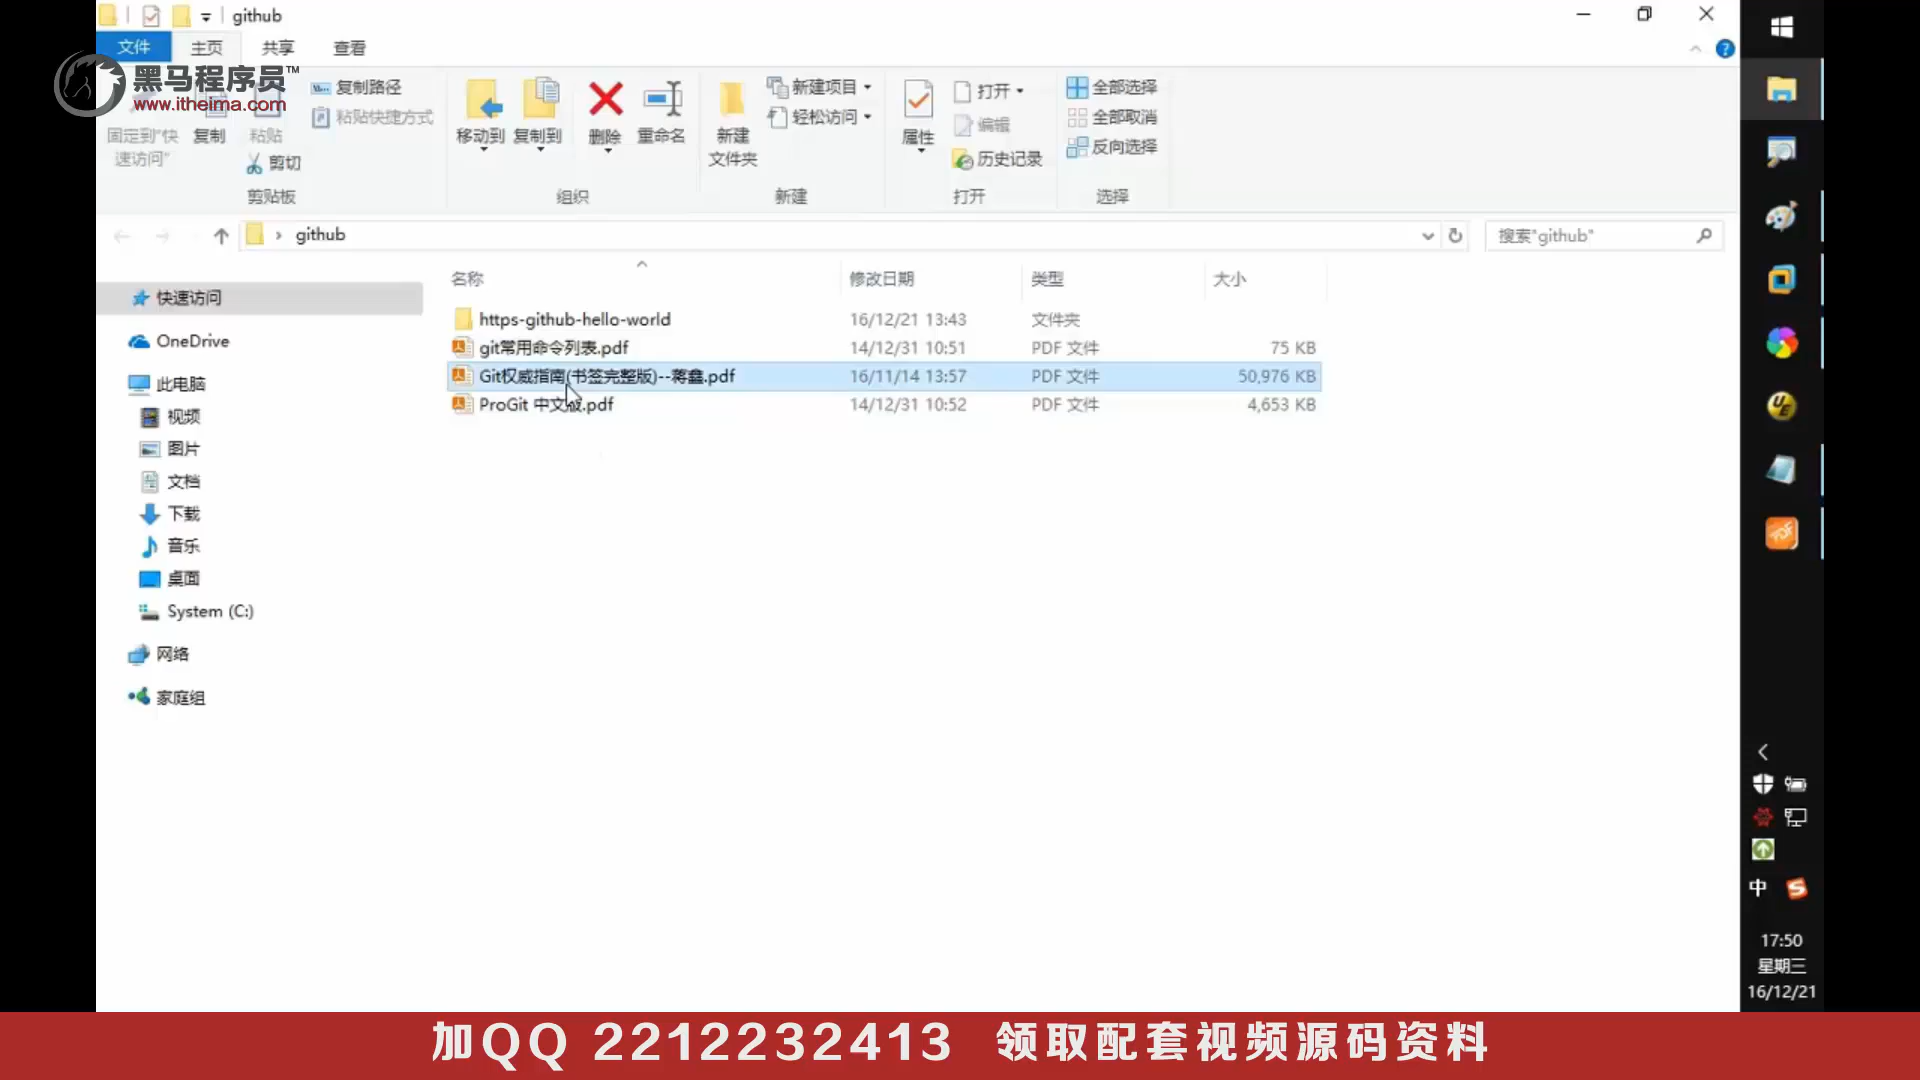 github
文件 主页 共享 查看
黑马程序员™
www.itheima.com
固定到"快速访问"
复制
粘贴
复制路径
粘贴快捷方式
剪切
剪贴板
移动到
复制到
删除
重命名
组织
新建
文件夹
新建项目
轻松访问
新建
属性
打开
编辑
历史记录
打开
全部选择
全部取消
反向选择
选择
github
搜索"github"
名称 修改日期 类型 大小
https-github-hello-world 16/12/21 13:43 文件夹
git常用命令列表.pdf 14/12/31 10:51 PDF 文件 75 KB
Git权威指南(书签完整版)--蒋鑫.pdf 16/11/14 13:57 PDF 文件 50,976 KB
ProGit 中文版.pdf 14/12/31 10:52 PDF 文件 4,653 KB
快速访问
OneDrive
此电脑
视频
图片
文档
下载
音乐
桌面
System (C:)
网络
家庭组
中
17:50
星期三
16/12/21
加QQ 2212232413 领取配套视频源码资料